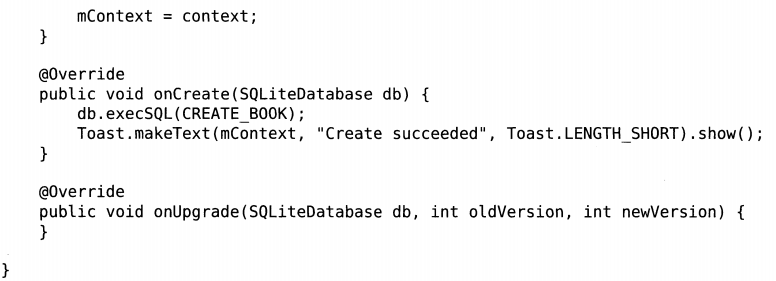 mContext = context;
    }

    @Override
    public void onCreate(SQLiteDatabase db) {
        db.execSQL(CREATE_BOOK);
        Toast.makeText(mContext, "Create succeeded", Toast.LENGTH_SHORT).show();
    }

    @Override
    public void onUpgrade(SQLiteDatabase db, int oldVersion, int newVersion) {
    }

}